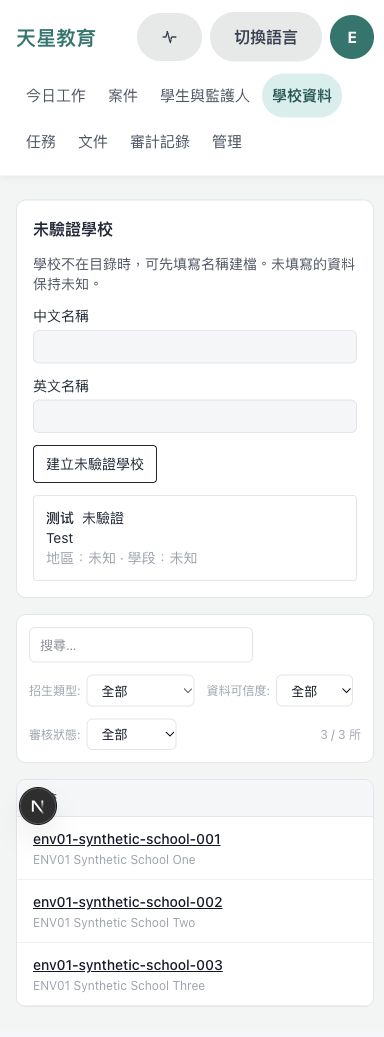 天星教育
切換語言
E
今日工作 案件 學生與監護人 學校資料
任務 文件 審計記錄 管理
未驗證學校
學校不在目錄時，可先填寫名稱建檔。未填寫的資料
保持未知。
中文名稱
英文名稱
建立未驗證學校
测试 未驗證
Test
地區：未知 · 學段：未知
搜尋...
招生類型: 全部 資料可信度: 全部
審核狀態: 全部 3 / 3 所
N
env01-synthetic-school-001
ENV01 Synthetic School One
env01-synthetic-school-002
ENV01 Synthetic School Two
env01-synthetic-school-003
ENV01 Synthetic School Three